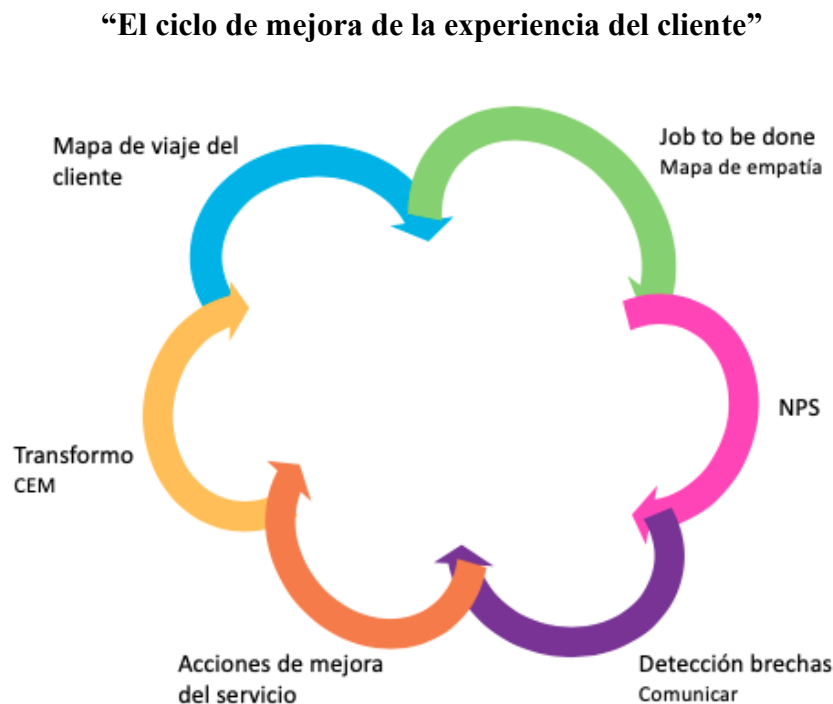 “El ciclo de mejora de la experiencia del cliente”
Mapa de viaje del
cliente
Job to be done
Mapa de empatía
NPS
Detección brechas
Comunicar
Acciones de mejora
del servicio
Transformo
CEM